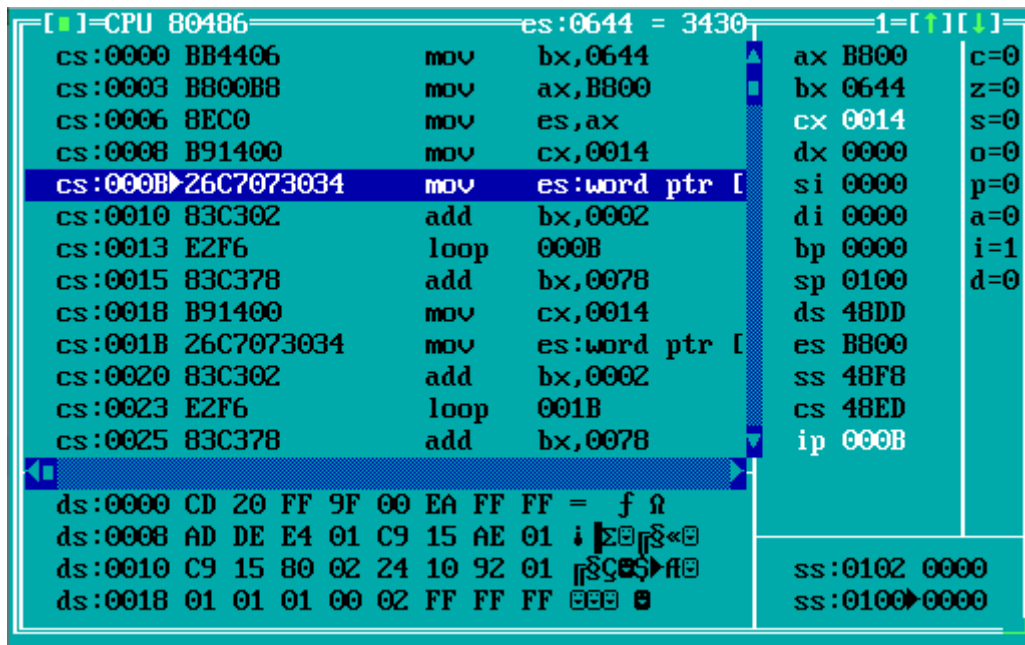 [■]=CPU 80486 es:0644 = 3430 1=[↑][↓]
cs:0000 BB4406 mov bx,0644 ax B800 c=0
cs:0003 B800B8 mov ax,B800 bx 0644 z=0
cs:0006 8EC0 mov es,ax cx 0014 s=0
cs:0008 B91400 mov cx,0014 dx 0000 o=0
cs:000B►26C7073034 mov es:word ptr [ si 0000 p=0
cs:0010 83C302 add bx,0002 di 0000 a=0
cs:0013 E2F6 loop 000B bp 0000 i=1
cs:0015 83C378 add bx,0078 sp 0100 d=0
cs:0018 B91400 mov cx,0014 ds 48DD
cs:001B 26C7073034 mov es:word ptr [ es B800
cs:0020 83C302 add bx,0002 ss 48F8
cs:0023 E2F6 loop 001B cs 48ED
cs:0025 83C378 add bx,0078 ip 000B
ds:0000 CD 20 FF 9F 00 EA FF FF = ƒ Ω
ds:0008 AD DE E4 01 C9 15 AE 01 ¡▐Σ☺╔§«☺
ds:0010 C9 15 80 02 24 10 92 01 ╔§Ç☻$►Æ☺ ss:0102 0000
ds:0018 01 01 01 00 02 FF FF FF ☺☺☺ ☻ ss:0100►0000